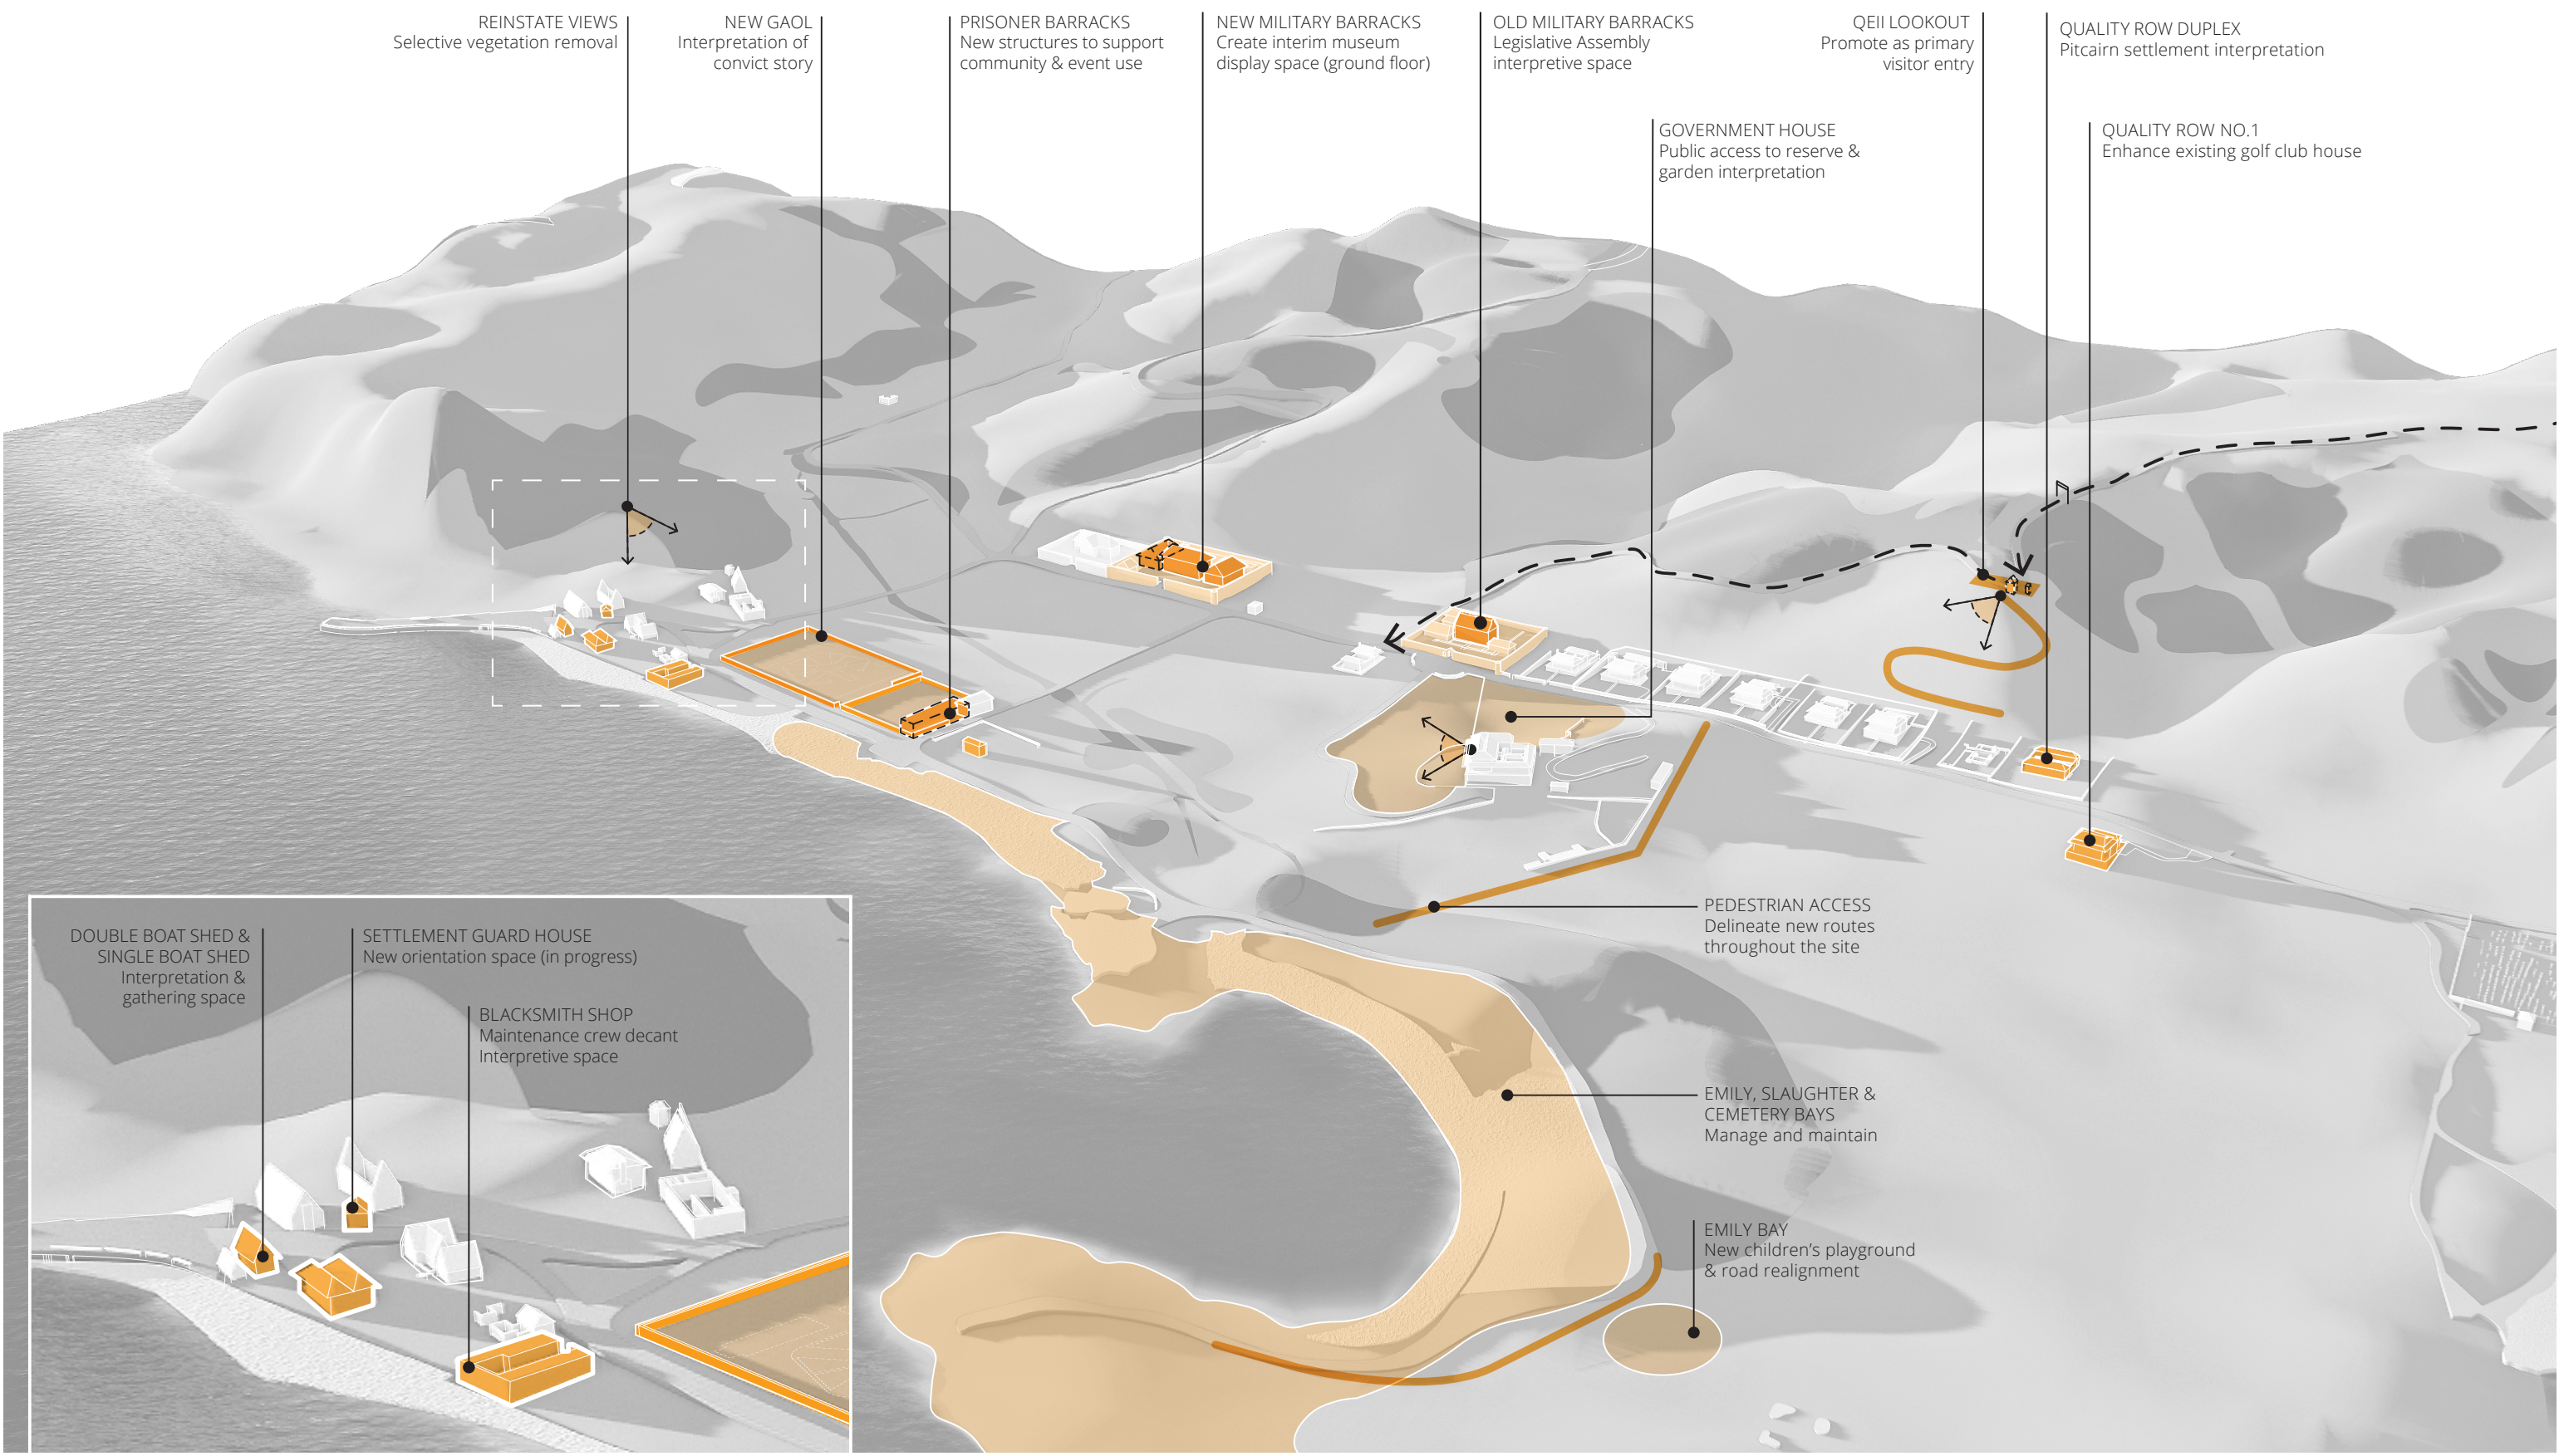 REINSTATE VIEWS
Selective vegetation removal
NEW GAOL
Interpretation of
convict story
PRISONER BARRACKS
New structures to support
community & event use
NEW MILITARY BARRACKS
Create interim museum
display space (ground floor)
OLD MILITARY BARRACKS
Legislative Assembly
interpretive space
QEII LOOKOUT
Promote as primary
visitor entry
QUALITY ROW DUPLEX
Pitcairn settlement interpretation
GOVERNMENT HOUSE
Public access to reserve &
garden interpretation
QUALITY ROW NO.1
Enhance existing golf club house
PEDESTRIAN ACCESS
Delineate new routes
throughout the site
EMILY, SLAUGHTER &
CEMETERY BAYS
Manage and maintain
EMILY BAY
New children’s playground
& road realignment
DOUBLE BOAT SHED &
SINGLE BOAT SHED
Interpretation &
gathering space
SETTLEMENT GUARD HOUSE
New orientation space (in progress)
BLACKSMITH SHOP
Maintenance crew decant
Interpretive space